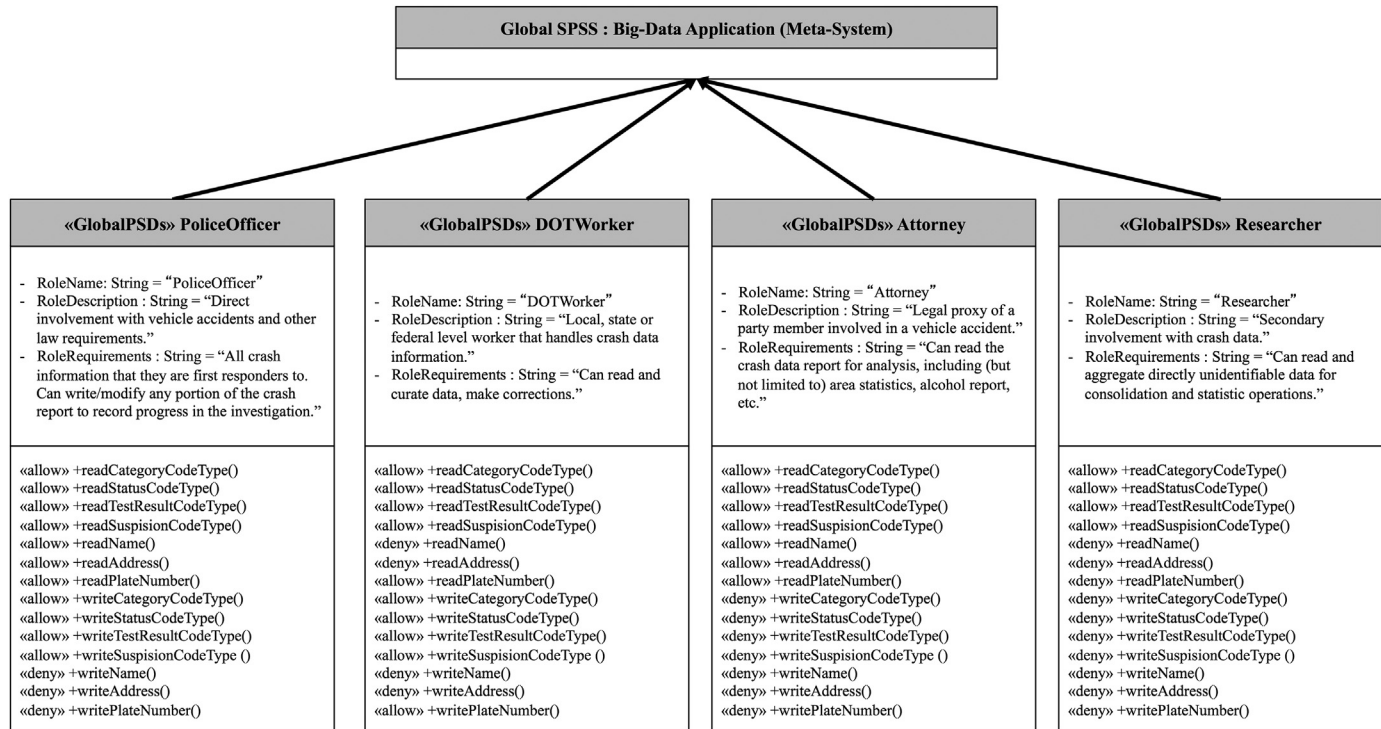 Global SPSS : Big-Data Application (Meta-System)
«GlobalPSDs» PoliceOfficer
- RoleName: String = “PoliceOfficer”
- RoleDescription : String = “Direct
involvement with vehicle accidents and other
law requirements.”
- RoleRequirements : String = “All crash
information that they are first responders to.
Can write/modify any portion of the crash
report to record progress in the investigation.”
«allow» +readCategoryCodeType()
«allow» +readStatusCodeType()
«allow» +readTestResultCodeType()
«allow» +readSuspisionCodeType()
«allow» +readName()
«allow» +readAddress()
«allow» +readPlateNumber()
«allow» +writeCategoryCodeType()
«allow» +writeStatusCodeType()
«allow» +writeTestResultCodeType()
«allow» +writeSuspisionCodeType ()
«deny» +writeName()
«deny» +writeAddress()
«deny» +writePlateNumber()
«GlobalPSDs» DOTWorker
- RoleName: String = “DOTWorker”
- RoleDescription : String = “Local, state or
federal level worker that handles crash data
information.”
- RoleRequirements : String = “Can read and
curate data, make corrections.”
«allow» +readCategoryCodeType()
«allow» +readStatusCodeType()
«allow» +readTestResultCodeType()
«allow» +readSuspisionCodeType()
«deny» +readName()
«deny» +readAddress()
«allow» +readPlateNumber()
«allow» +writeCategoryCodeType()
«allow» +writeStatusCodeType()
«allow» +writeTestResultCodeType()
«allow» +writeSuspisionCodeType ()
«deny» +writeName()
«deny» +writeAddress()
«allow» +writePlateNumber()
«GlobalPSDs» Attorney
- RoleName: String = “Attorney”
- RoleDescription : String = “Legal proxy of a
party member involved in a vehicle accident.”
- RoleRequirements : String = “Can read the
crash data report for analysis, including (but
not limited to) area statistics, alcohol report,
etc.”
«allow» +readCategoryCodeType()
«allow» +readStatusCodeType()
«allow» +readTestResultCodeType()
«allow» +readSuspisionCodeType()
«allow» +readName()
«allow» +readAddress()
«allow» +readPlateNumber()
«deny» +writeCategoryCodeType()
«deny» +writeStatusCodeType()
«deny» +writeTestResultCodeType()
«deny» +writeSuspisionCodeType ()
«deny» +writeName()
«deny» +writeAddress()
«deny» +writePlateNumber()
«GlobalPSDs» Researcher
- RoleName: String = “Researcher”
- RoleDescription : String = “Secondary
involvement with crash data.”
- RoleRequirements : String = “Can read and
aggregate directly unidentifiable data for
consolidation and statistic operations.”
«allow» +readCategoryCodeType()
«allow» +readStatusCodeType()
«allow» +readTestResultCodeType()
«allow» +readSuspisionCodeType()
«deny» +readName()
«deny» +readAddress()
«deny» +readPlateNumber()
«deny» +writeCategoryCodeType()
«deny» +writeStatusCodeType()
«deny» +writeTestResultCodeType()
«deny» +writeSuspisionCodeType ()
«deny» +writeName()
«deny» +writeAddress()
«deny» +writePlateNumber()